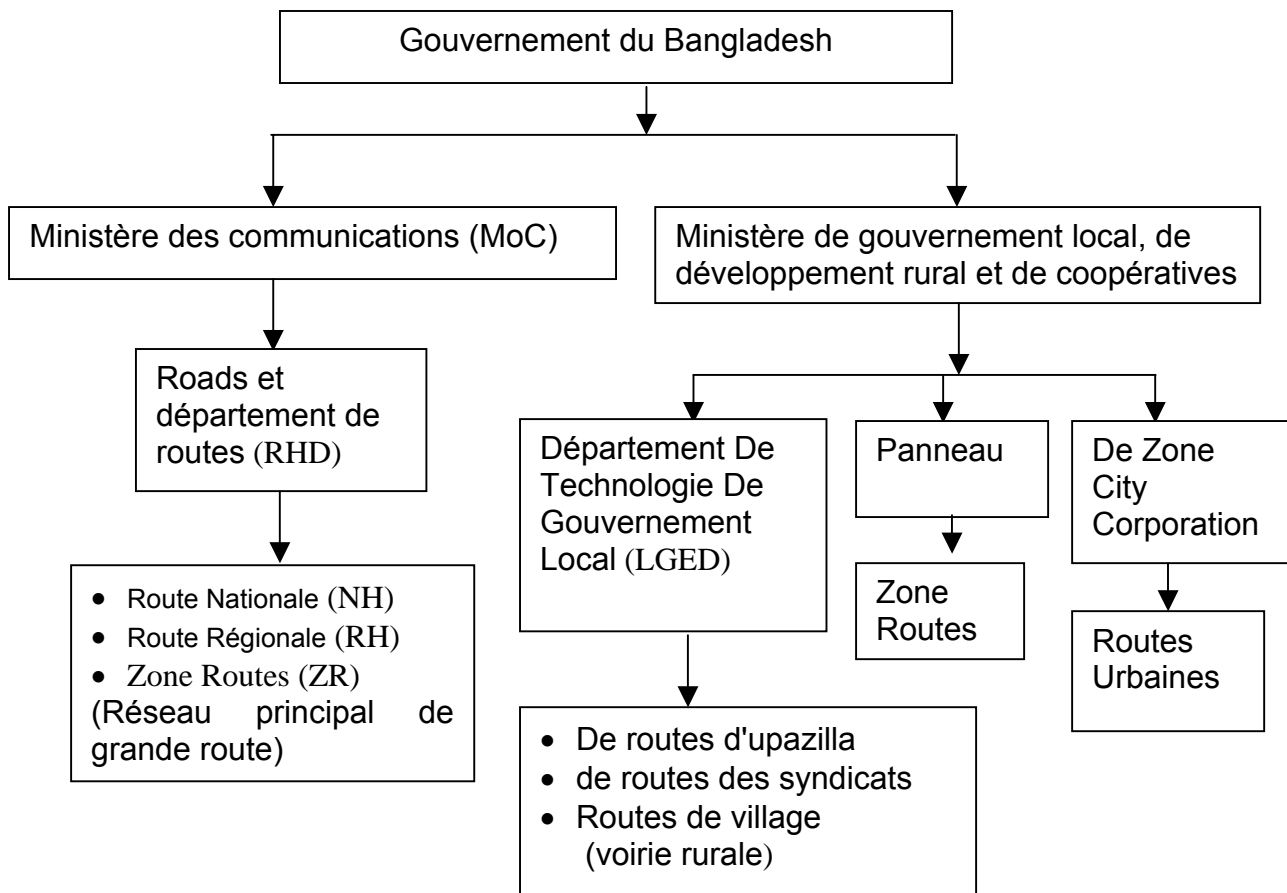 Gouvernement du Bangladesh
Ministère des communications (MoC)
Ministère de gouvernement local, de
développement rural et de coopératives
Roads et
département de
routes (RHD)
Département De
Technologie De
Gouvernement
Local (LGED)
Panneau
De Zone
City
Corporation
• Route Nationale (NH)
• Route Régionale (RH)
• Zone Routes (ZR)
(Réseau principal de
grande route)
Zone
Routes
Routes
Urbaines
• De routes d'upazilla
• de routes des syndicats
• Routes de village
(voirie rurale)